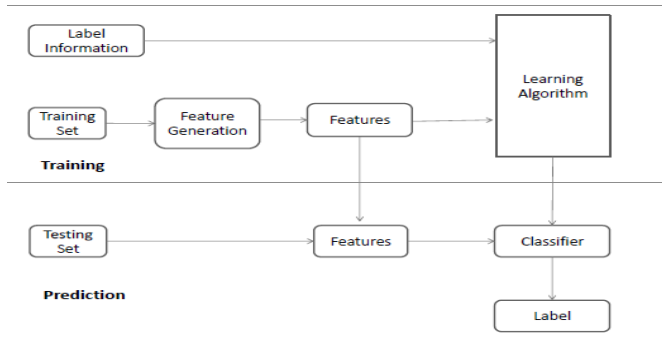 Label
Information
Learning
Algorithm
Training
Set
Feature
Generation
Features
Training
Testing
Set
Features
Classifier
Prediction
Label